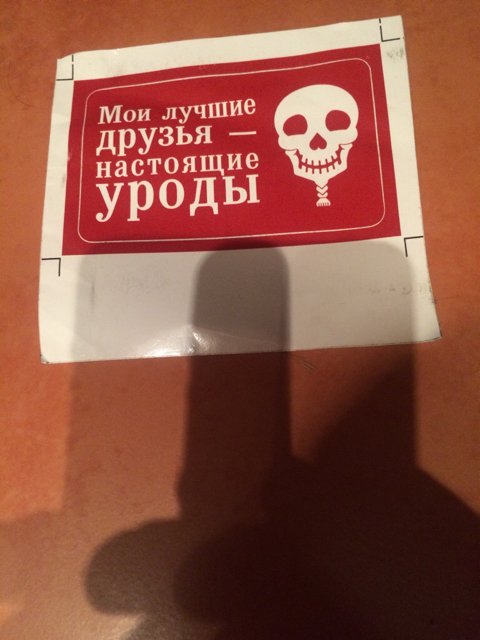 Мои лучшие
друзья —
настоящие
уроды